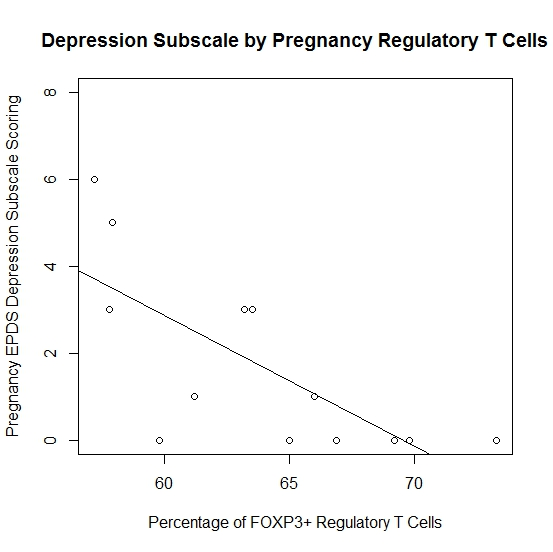 Depression Subscale by Pregnancy Regulatory T Cells
Pregnancy EPDS Depression Subscale Scoring
8
6
4
2
0
60 65 70
Percentage of FOXP3+ Regulatory T Cells